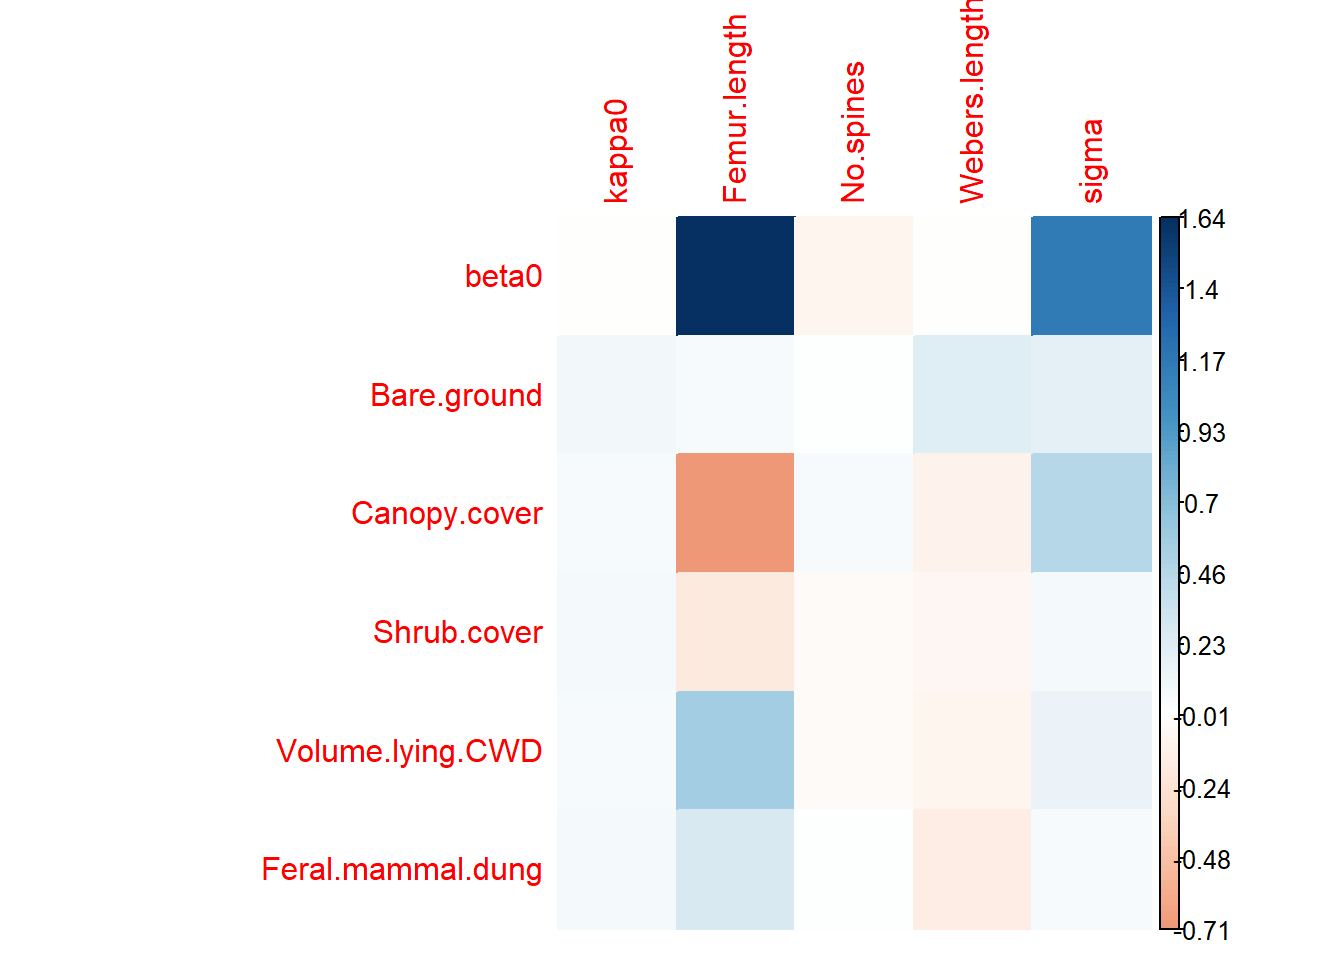 kappa0
Femur.length
No.spines
Webers.length
sigma
beta0
Bare.ground
Canopy.cover
Shrub.cover
Volume.lying.CWD
Feral.mammal.dung
1.64
1.4
1.17
0.93
0.7
0.46
0.23
-0.01
-0.24
-0.48
-0.71